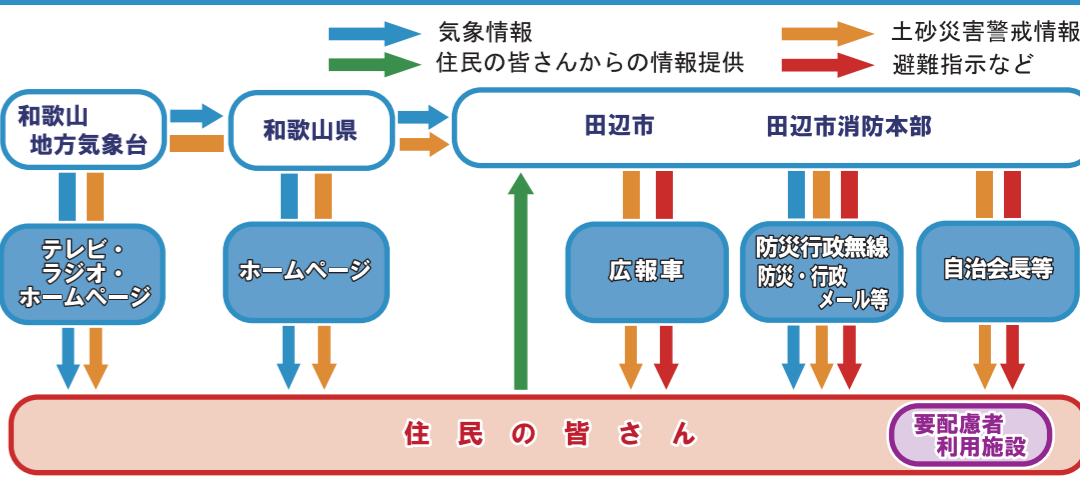 気象情報
土砂災害警戒情報
住民の皆さんからの情報提供
避難指示など
和歌山
地方気象台
和歌山県
田辺市
田辺市消防本部
テレビ・
ラジオ・
ホームページ
ホームページ
広報車
防災行政無線
防災・行政
メール等
自治会長等
住民の皆さん
要配慮者
利用施設